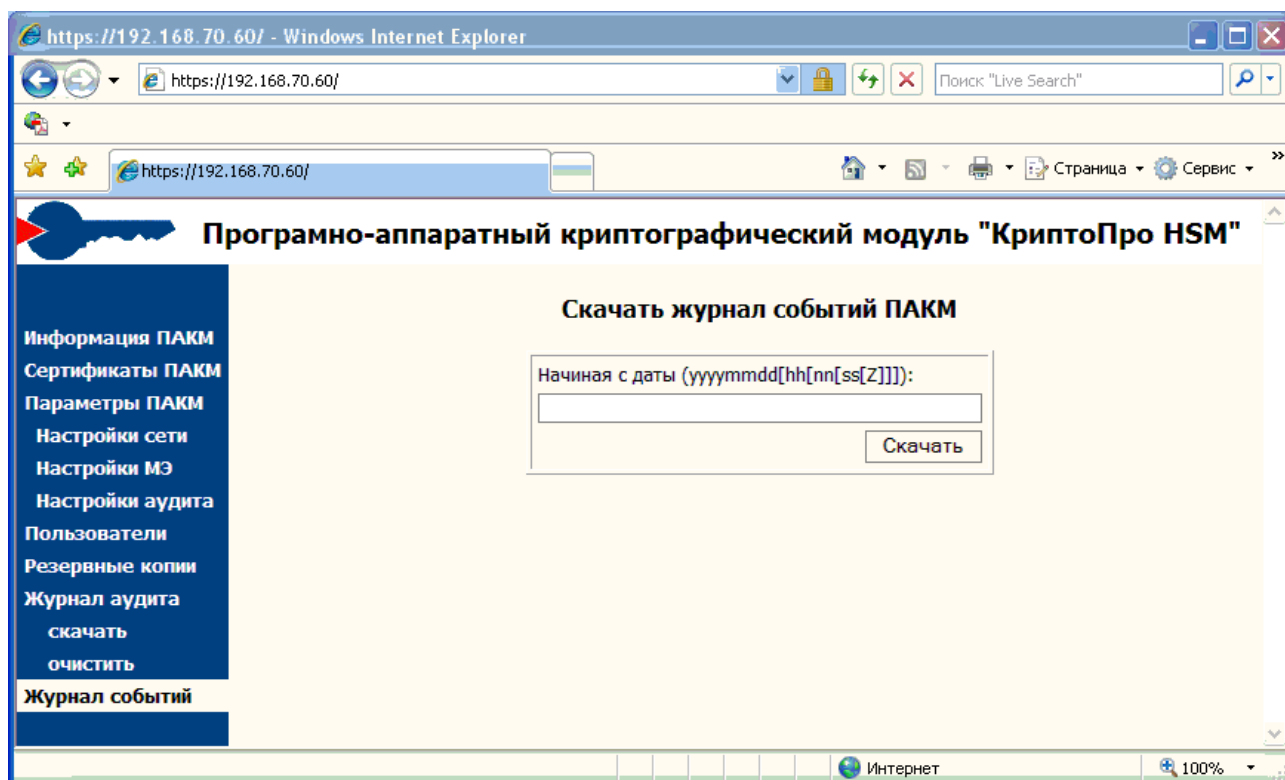 https://192.168.70.60/ - Windows Internet Explorer
https://192.168.70.60/
Поиск "Live Search"
https://192.168.70.60/
Страница
Сервис
»
Програмно-аппаратный криптографический модуль "КриптоПро HSM"
Информация ПАКМ
Сертификаты ПАКМ
Параметры ПАКМ
Настройки сети
Настройки МЭ
Настройки аудита
Пользователи
Резервные копии
Журнал аудита
скачать
очистить
Журнал событий
Скачать журнал событий ПАКМ
Начиная с даты (yyyymmdd[hh[nn[ss[Z]]]):
Скачать
Интернет
100%